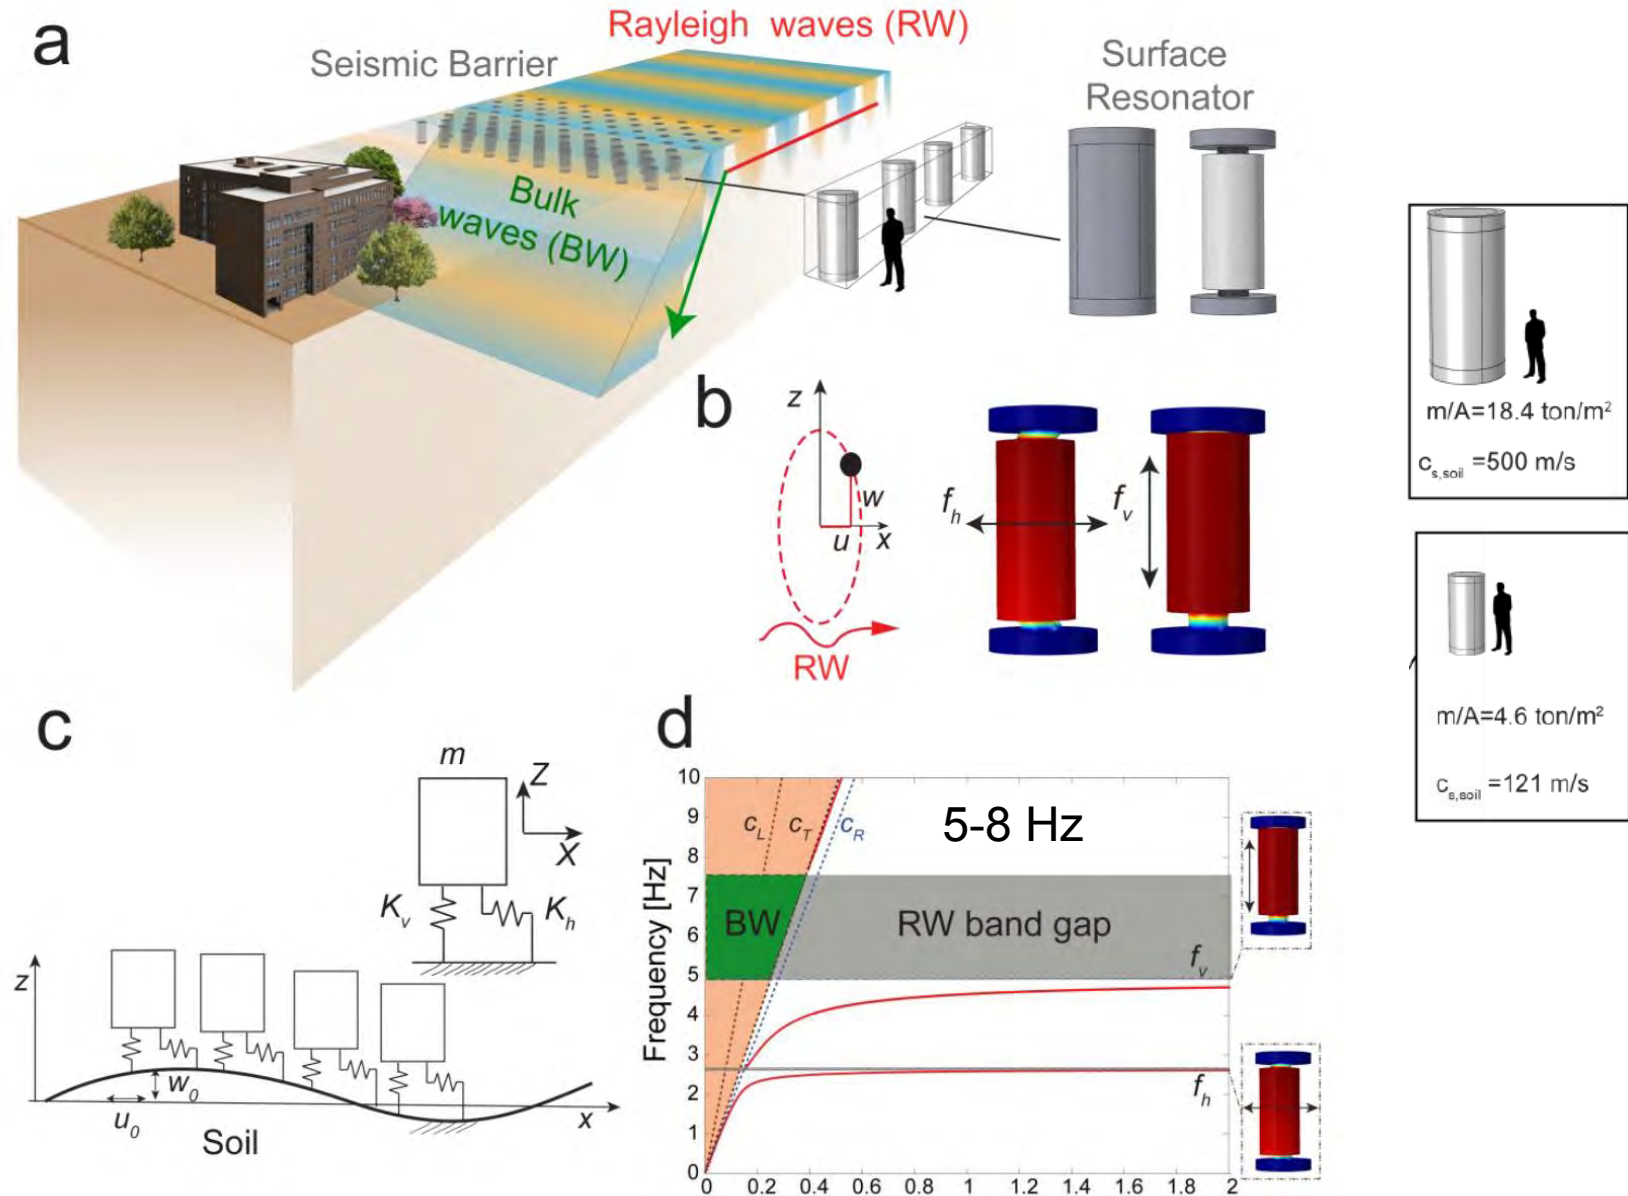 a
Rayleigh waves (RW)
Seismic Barrier
Surface
Resonator
Bulk
waves (BW)
m/A=18.4 ton/m²
c_{s,soil} =500 m/s
m/A=4.6 ton/m²
c_{s,soil} =121 m/s
b
z
w
u
x
RW
f_h
f_v
c
m
Z
X
K_v
K_h
z
w_0
u_0
x
Soil
d
5-8 Hz
c_L
c_T
c_R
BW
RW band gap
f_v
f_h
Frequency [Hz]
10
9
8
7
6
5
4
3
2
1
0
0 0.2 0.4 0.6 0.8 1 1.2 1.4 1.6 1.8 2